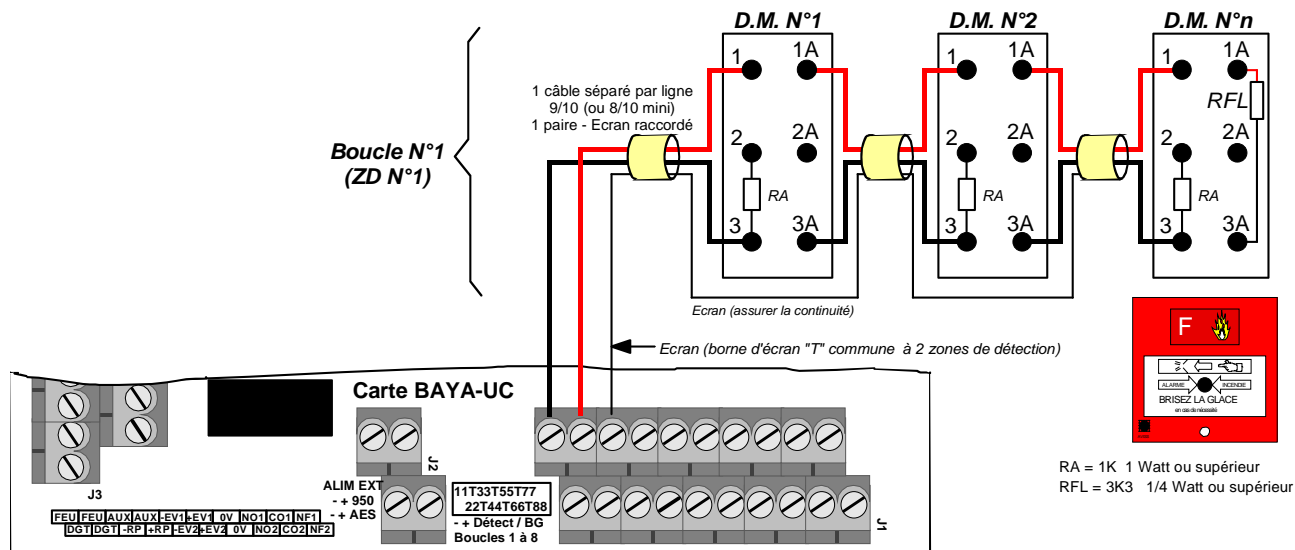 D.M. N°1
D.M. N°2
D.M. N°n
1 1A
1 1A
1 1A
1 câble séparé par ligne
9/10 (ou 8/10 mini)
1 paire - Ecran raccordé
RFL
2 2A
2 2A
2 2A
Boucle N°1
(ZD N°1)
RA
RA
RA
3 3A
3 3A
3 3A
Ecran (assurer la continuité)
Ecran (borne d'écran "T" commune à 2 zones de détection)
F
ALARME
INCENDIE
BRISEZ LA GLACE
en cas de nécessité
Carte BAYA-UC
RA = 1K 1 Watt ou supérieur
RFL = 3K3 1/4 Watt ou supérieur
J3
J2
J1
ALIM EXT
- + 950
- + AES
11T33T55T77
22T44T66T88
- + Détect / BG
Boucles 1 à 8
FEU FEU AUX AUX -EV1 +EV1 0V NO1 CO1 NF1
DGT DGT -RP +RP -EV2 +EV2 0V NO2 CO2 NF2